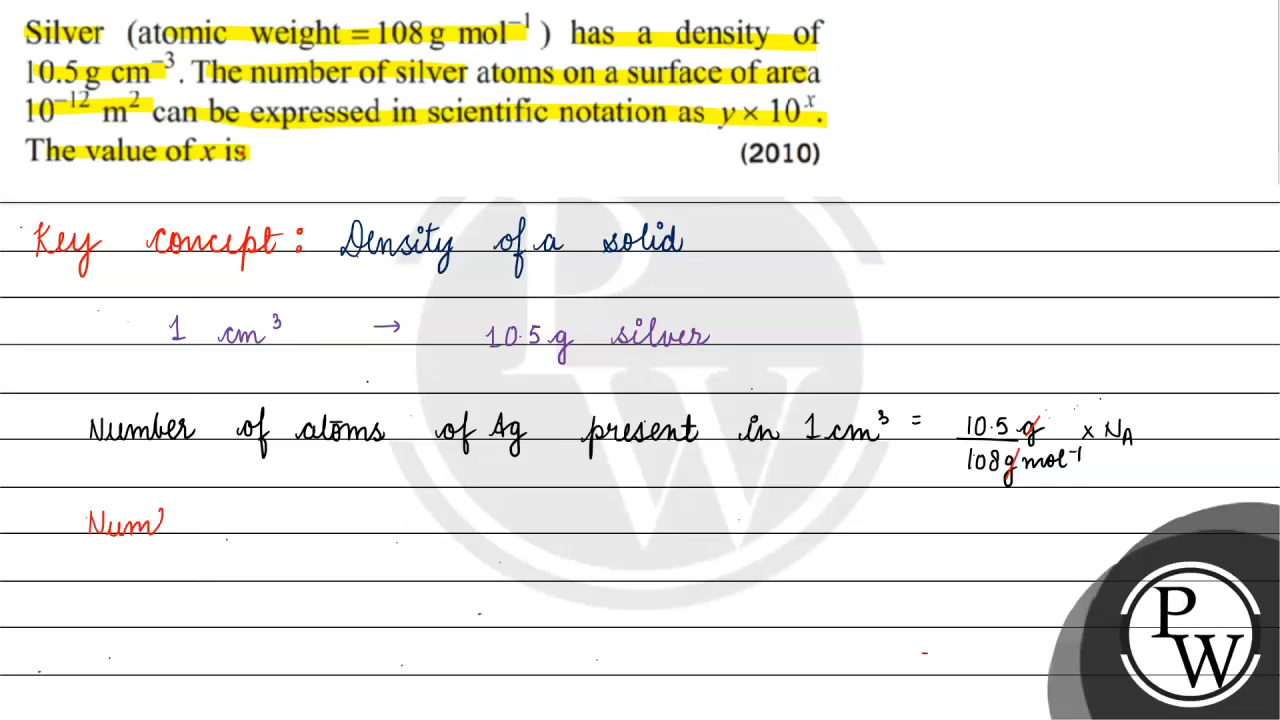 Silver (atomic weight = 108 g mol⁻¹ ) has a density of
10.5 g cm⁻³. The number of silver atoms on a surface of area
10⁻¹² m² can be expressed in scientific notation as y × 10ˣ.
The value of x is (2010)
Key concept: Density of a solid
1 cm³ → 10.5 g silver
Number of atoms of Ag present in 1 cm³ = 10.5 g / 108 g mol⁻¹ × NA
Num
PW
PW